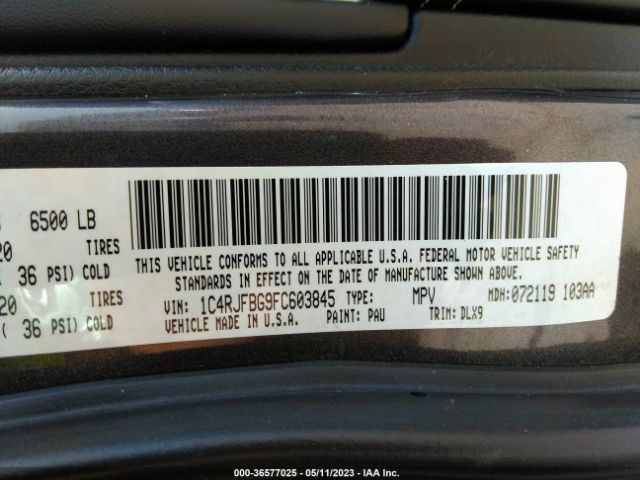 6500 LB
20 TIRES
36 PSI) COLD
20 TIRES
( 36 PSI) COLD
THIS VEHICLE CONFORMS TO ALL APPLICABLE U.S.A. FEDERAL MOTOR VEHICLE SAFETY
STANDARDS IN EFFECT ON THE DATE OF MANUFACTURE SHOWN ABOVE.
VIN: 1C4RJFBG9FC603845 TYPE: MPV MDH:072119 103AA
VEHICLE MADE IN U.S.A. PAINT: PAU TRIM: DLX9
000-36577025 - 05/11/2023 - IAA Inc.